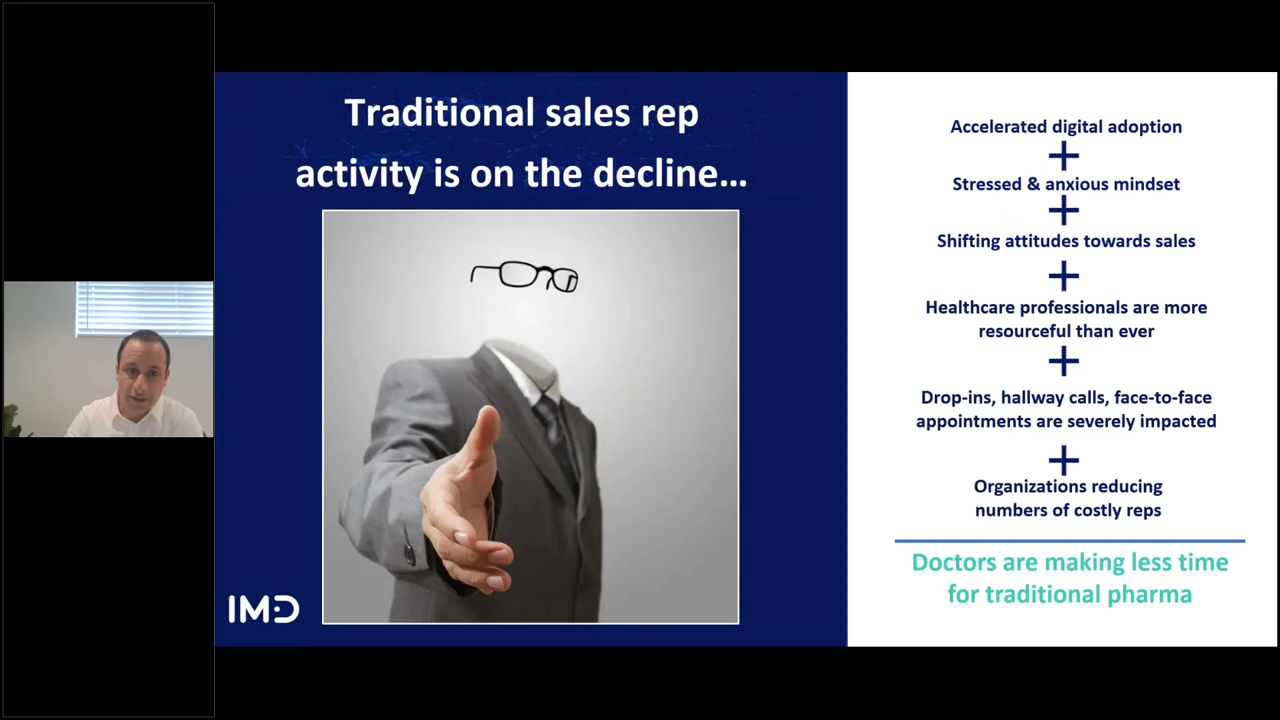 Traditional sales rep
activity is on the decline...
IMD
Accelerated digital adoption
+
Stressed & anxious mindset
+
Shifting attitudes towards sales
+
Healthcare professionals are more
resourceful than ever
+
Drop-ins, hallway calls, face-to-face
appointments are severely impacted
+
Organizations reducing
numbers of costly reps
Doctors are making less time
for traditional pharma